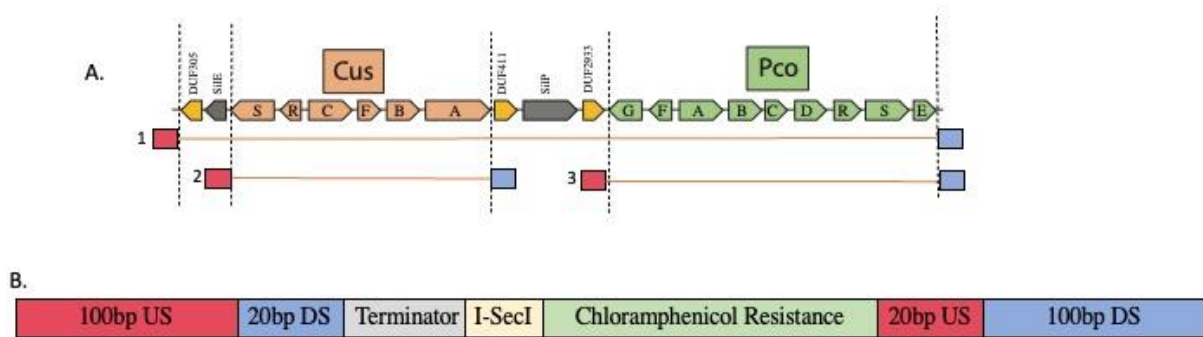 A.
DUF305
SilE
Cus
DUF411
SilP
DUF2933
Pco
S R C F B A G F A B C D R S E
1
2
3
B.
100bp US 20bp DS Terminator I-SecI Chloramphenicol Resistance 20bp US 100bp DS